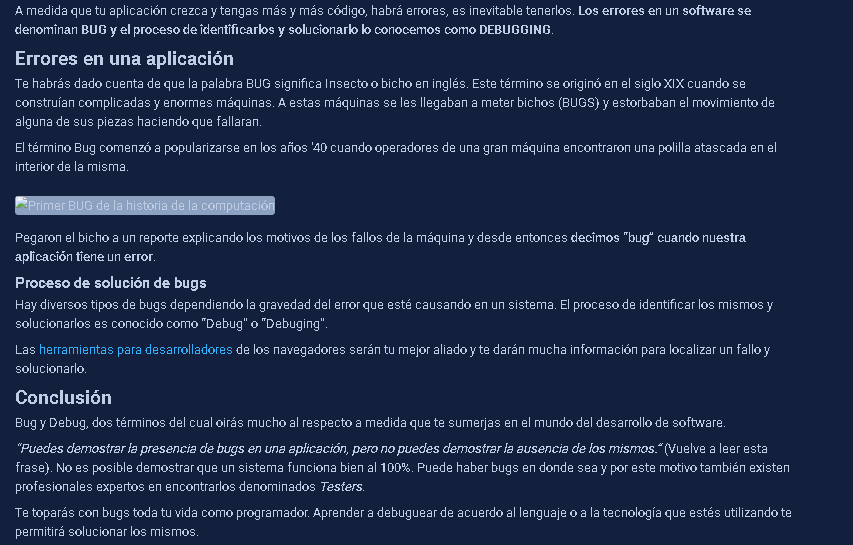 A medida que tu aplicación crezca y tengas más y más código, habrá errores, es inevitable tenerlos. Los errores en un software se
denominan BUG y el proceso de identificarlos y solucionarlo lo conocemos como DEBUGGING.
Errores en una aplicación
Te habrás dado cuenta de que la palabra BUG significa Insecto o bicho en inglés. Este término se originó en el siglo XIX cuando se
construían complicadas y enormes máquinas. A estas máquinas se les llegaban a meter bichos (BUGS) y estorbaban el movimiento de
alguna de sus piezas haciendo que fallaran.
El término Bug comenzó a popularizarse en los años '40 cuando operadores de una gran máquina encontraron una polilla atascada en el
interior de la misma.
Primer BUG de la historia de la computación
Pegaron el bicho a un reporte explicando los motivos de los fallos de la máquina y desde entonces decimos “bug” cuando nuestra
aplicación tiene un error.
Proceso de solución de bugs
Hay diversos tipos de bugs dependiendo la gravedad del error que esté causando en un sistema. El proceso de identificar los mismos y
solucionarlos es conocido como “Debug” o “Debuging”.
Las herramientas para desarrolladores de los navegadores serán tu mejor aliado y te darán mucha información para localizar un fallo y
solucionarlo.
Conclusión
Bug y Debug, dos términos del cual oirás mucho al respecto a medida que te sumerjas en el mundo del desarrollo de software.
“Puedes demostrar la presencia de bugs en una aplicación, pero no puedes demostrar la ausencia de los mismos.” (Vuelve a leer esta
frase). No es posible demostrar que un sistema funciona bien al 100%. Puede haber bugs en donde sea y por este motivo también existen
profesionales expertos en encontrarlos denominados Testers.
Te toparás con bugs toda tu vida como programador. Aprender a debuguear de acuerdo al lenguaje o a la tecnología que estés utilizando te
permitirá solucionar los mismos.